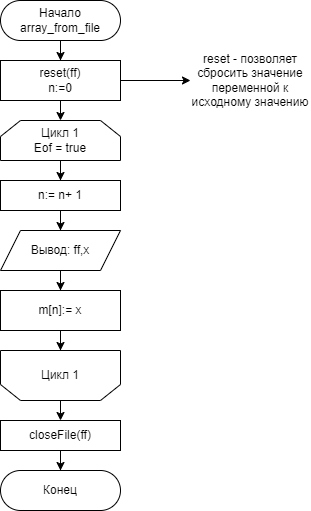 Начало
array_from_file
reset(ff)
n:=0
reset - позволяет
сбросить значение
переменной к
исходному значению
Цикл 1
Eof = true
n:= n+ 1
Вывод: ff,x
m[n]:= x
Цикл 1
closeFile(ff)
Конец